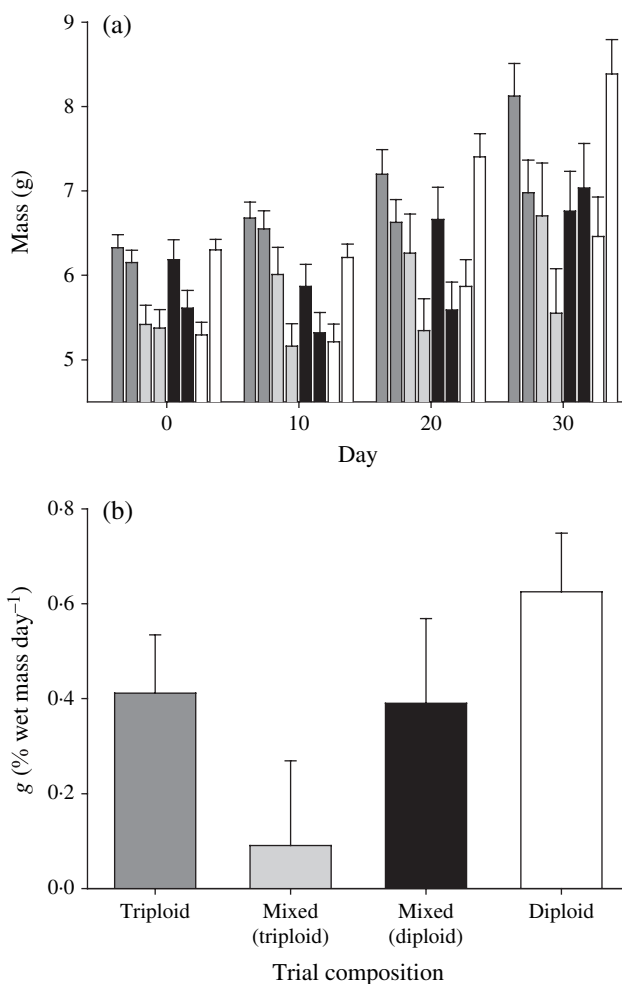 (a)
9
8
7
6
5
Mass (g)
0 10 20 30
Day
(b)
0·8
0·6
0·4
0·2
0·0
g (% wet mass day−1)
Triploid Mixed (triploid) Mixed (diploid) Diploid
Trial composition